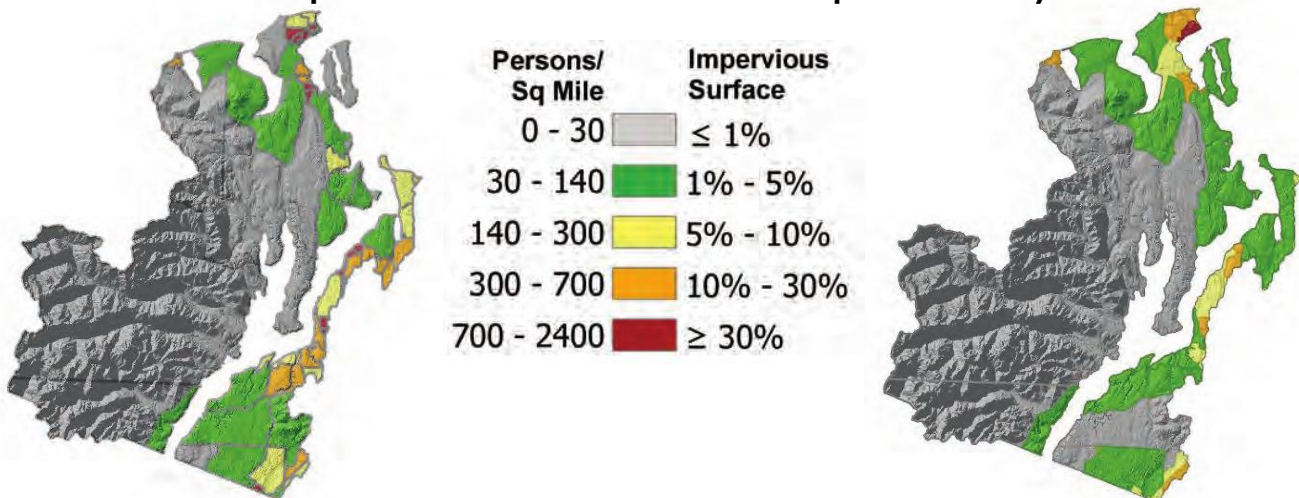 Persons/ Impervious
Sq Mile Surface
0 - 30 ≤ 1%
30 - 140 1% - 5%
140 - 300 5% - 10%
300 - 700 10% - 30%
700 - 2400 ≥ 30%